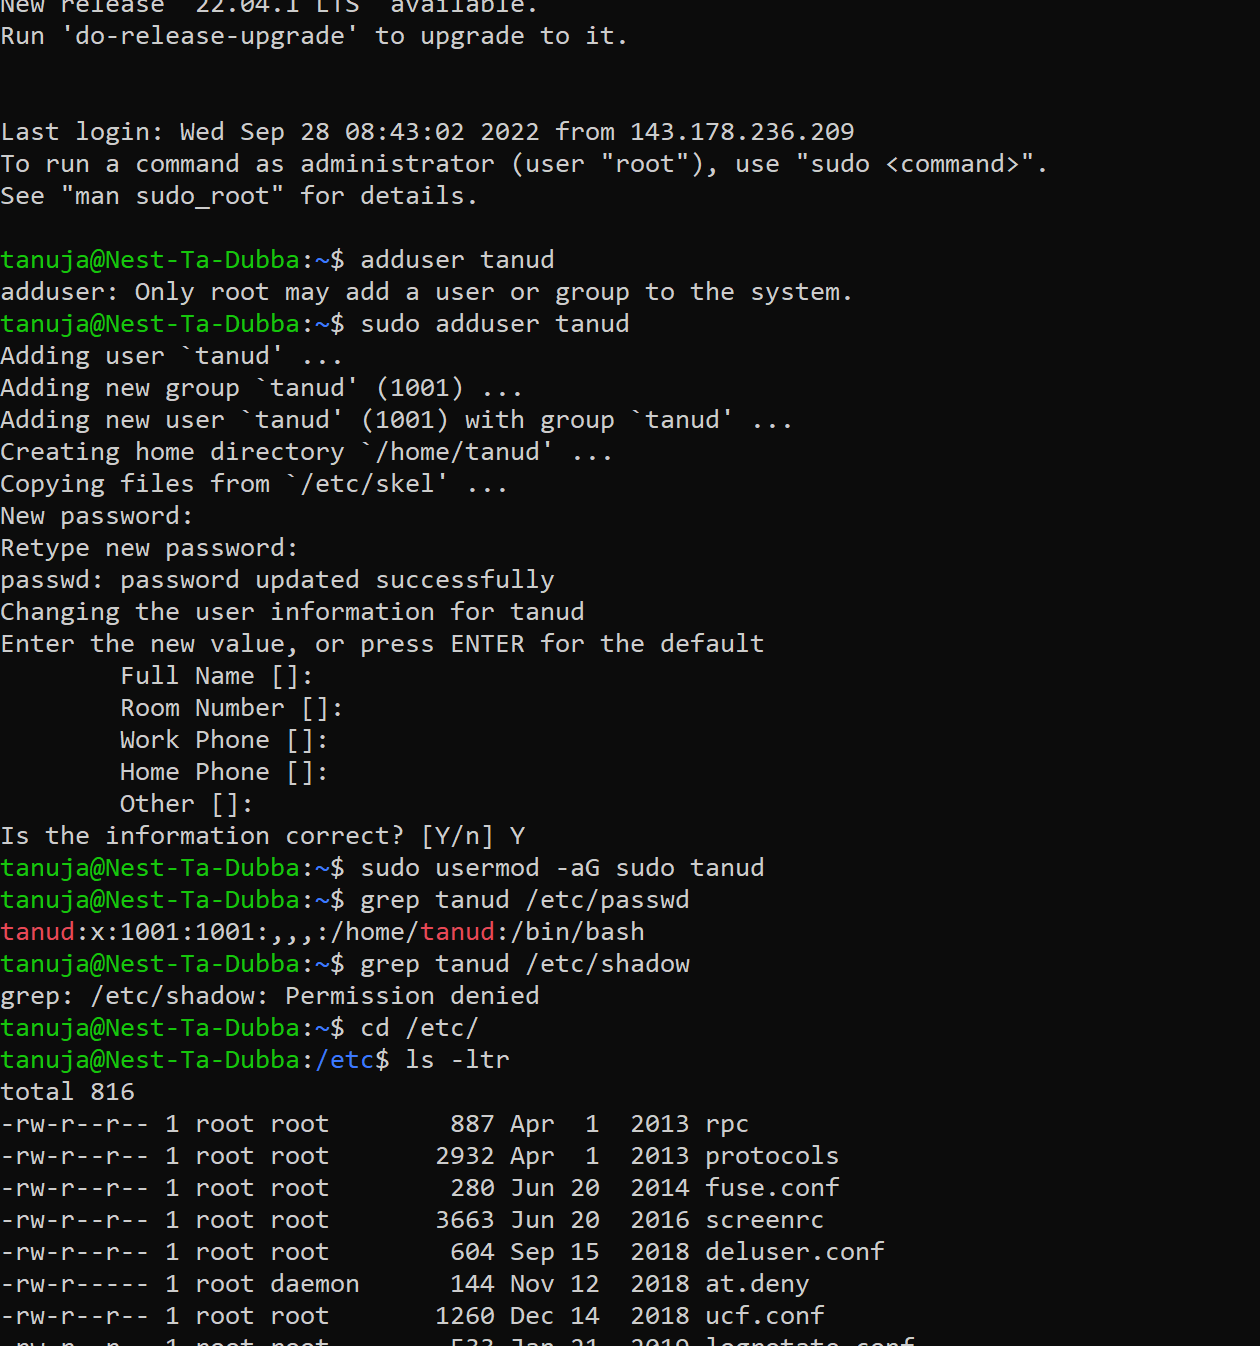 New release '22.04.1 LTS' available.
Run 'do-release-upgrade' to upgrade to it.
Last login: Wed Sep 28 08:43:02 2022 from 143.178.236.209
To run a command as administrator (user "root"), use "sudo <command>".
See "man sudo_root" for details.
tanuja@Nest-Ta-Dubba:~$ adduser tanud
adduser: Only root may add a user or group to the system.
tanuja@Nest-Ta-Dubba:~$ sudo adduser tanud
Adding user `tanud' ...
Adding new group `tanud' (1001) ...
Adding new user `tanud' (1001) with group `tanud' ...
Creating home directory `/home/tanud' ...
Copying files from `/etc/skel' ...
New password:
Retype new password:
passwd: password updated successfully
Changing the user information for tanud
Enter the new value, or press ENTER for the default
        Full Name []:
        Room Number []:
        Work Phone []:
        Home Phone []:
        Other []:
Is the information correct? [Y/n] Y
tanuja@Nest-Ta-Dubba:~$ sudo usermod -aG sudo tanud
tanuja@Nest-Ta-Dubba:~$ grep tanud /etc/passwd
tanud:x:1001:1001:,,,:/home/tanud:/bin/bash
tanuja@Nest-Ta-Dubba:~$ grep tanud /etc/shadow
grep: /etc/shadow: Permission denied
tanuja@Nest-Ta-Dubba:~$ cd /etc/
tanuja@Nest-Ta-Dubba:/etc$ ls -ltr
total 816
-rw-r--r-- 1 root root        887 Apr  1  2013 rpc
-rw-r--r-- 1 root root       2932 Apr  1  2013 protocols
-rw-r--r-- 1 root root        280 Jun 20  2014 fuse.conf
-rw-r--r-- 1 root root       3663 Jun 20  2016 screenrc
-rw-r--r-- 1 root root        604 Sep 15  2018 deluser.conf
-rw-r----- 1 root daemon      144 Nov 12  2018 at.deny
-rw-r--r-- 1 root root       1260 Dec 14  2018 ucf.conf
-rw-r--r-- 1 root root        533 Jan 21  2019 logrotate.conf